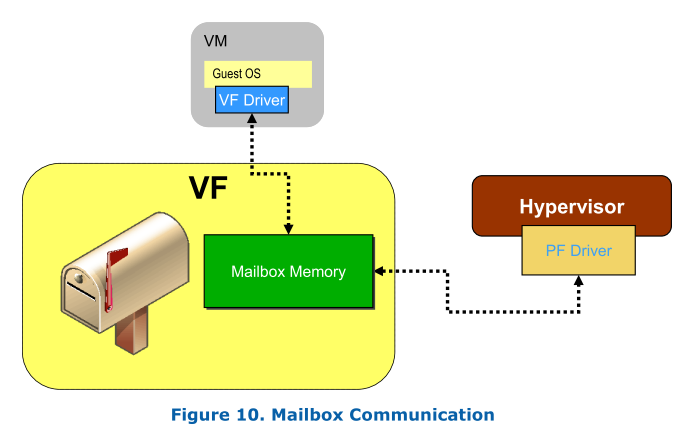 VM
Guest OS
VF Driver
VF
Mailbox Memory
Hypervisor
PF Driver
Figure 10. Mailbox Communication